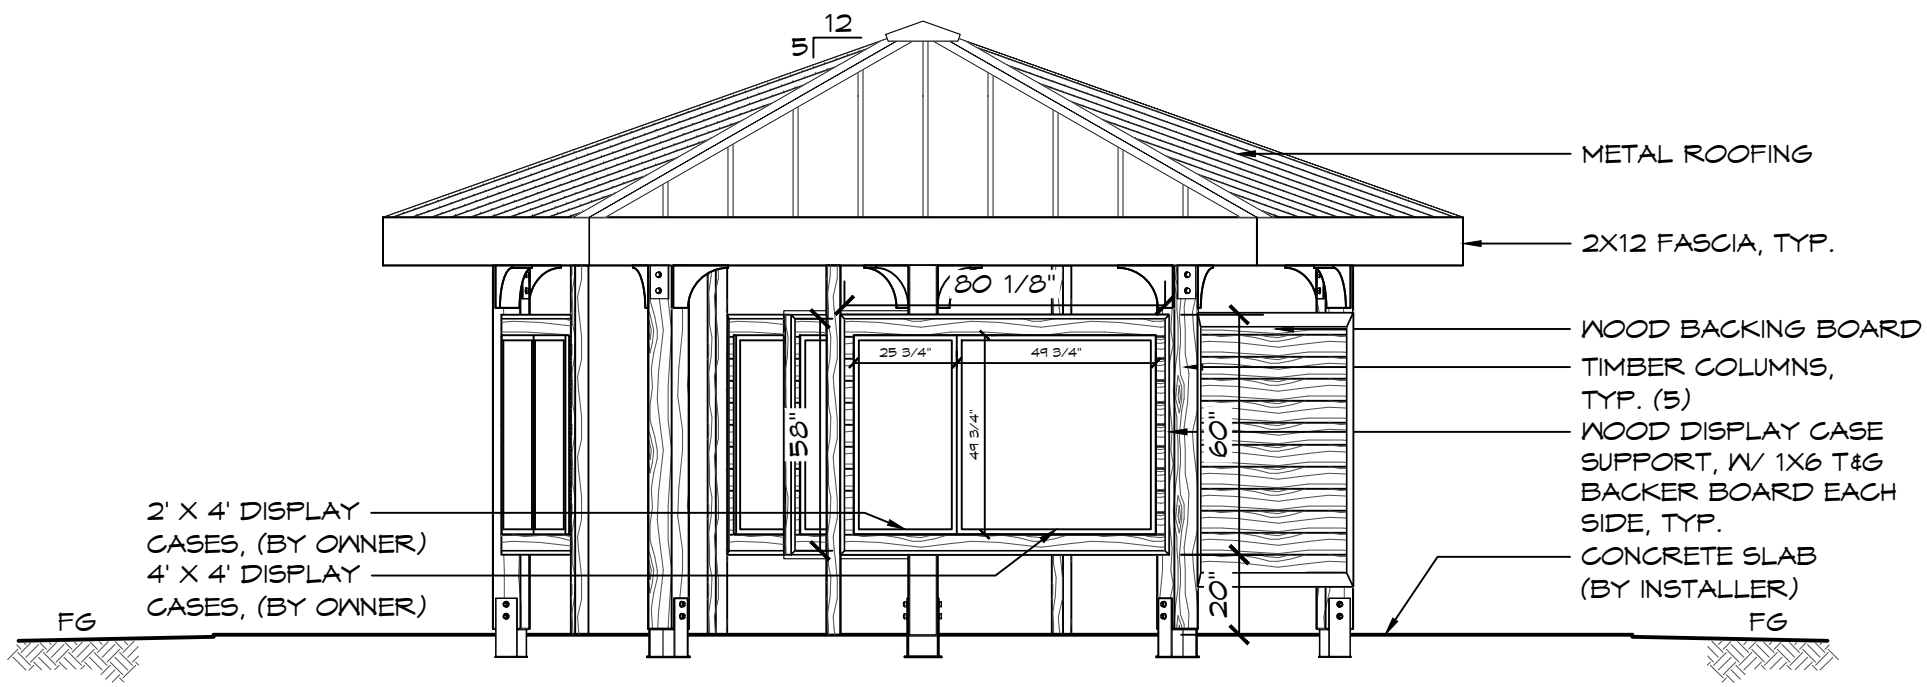 12
5
METAL ROOFING
2X12 FASCIA, TYP.
80 1/8"
WOOD BACKING BOARD
25 3/4"
49 3/4"
TIMBER COLUMNS,
TYP. (5)
58"
49 3/4"
60"
WOOD DISPLAY CASE
SUPPORT, W/ 1X6 T&G
BACKER BOARD EACH
SIDE, TYP.
2' X 4' DISPLAY
CASES, (BY OWNER)
4' X 4' DISPLAY
CASES, (BY OWNER)
CONCRETE SLAB
(BY INSTALLER)
20"
FG
FG